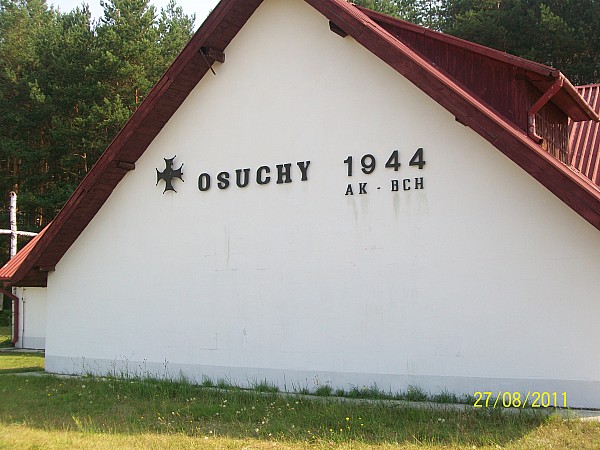 OSUCHY 1944
AK - BCH
27/08/2011